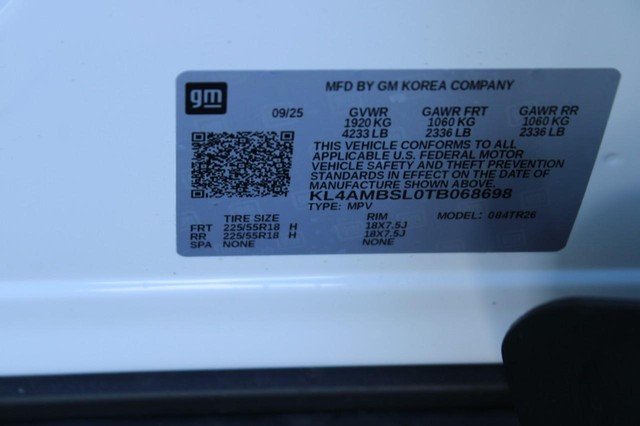 gm
MFD BY GM KOREA COMPANY
09/25 GVWR GAWR FRT GAWR RR
1920 KG 1060 KG 1060 KG
4233 LB 2336 LB 2336 LB
THIS VEHICLE CONFORMS TO ALL
APPLICABLE U.S. FEDERAL MOTOR
VEHICLE SAFETY AND THEFT PREVENTION
STANDARDS IN EFFECT ON THE DATE OF
MANUFACTURE SHOWN ABOVE.
KL4AMBSL0TB068698
TYPE: MPV MODEL: 084TR26
TIRE SIZE RIM
FRT 225/55R18 H 18X7.5J
RR 225/55R18 H 18X7.5J
SPA NONE NONE